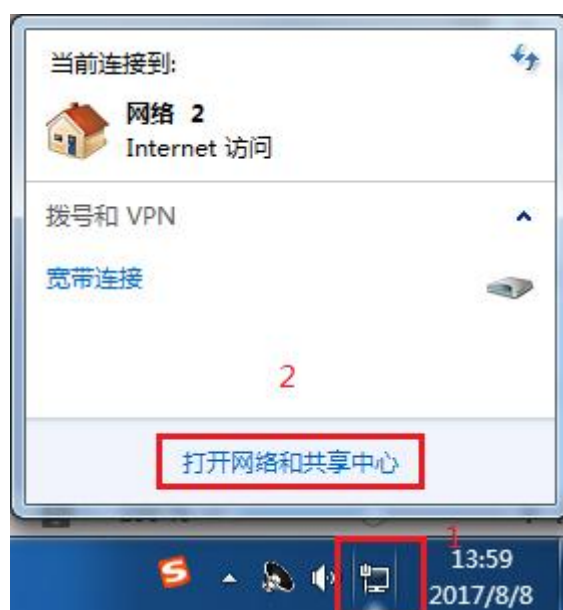 当前连接到:
网络 2
Internet 访问
拨号和 VPN
宽带连接
2
打开网络和共享中心
1
13:59
2017/8/8